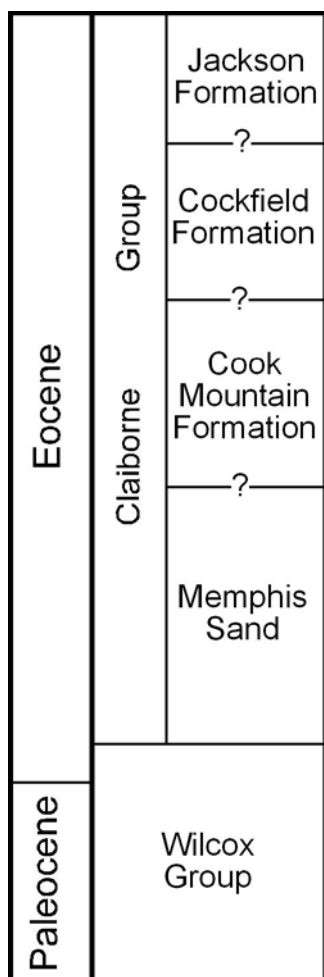 Eocene
Paleocene
Claiborne Group
Jackson
Formation
?
Cockfield
Formation
?
Cook
Mountain
Formation
?
Memphis
Sand
Wilcox
Group